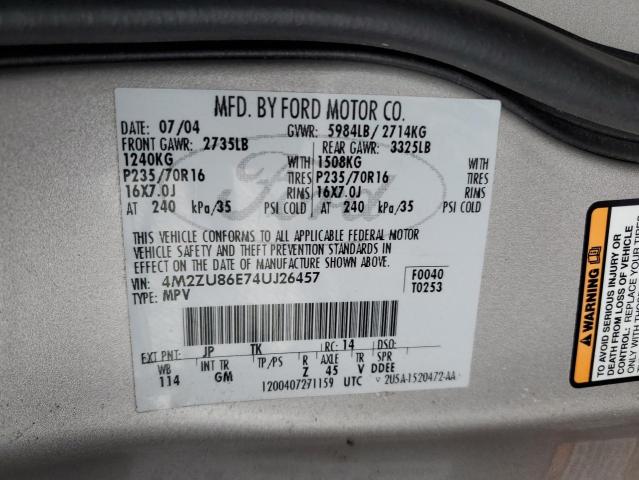 MFD. BY FORD MOTOR CO.
DATE: 07/04 GVWR: 5984LB/ 2714KG
FRONT GAWR: 2735LB REAR GAWR: 3325LB
1240KG WITH 1508KG WITH
P235/70R16 TIRES P235/70R16 TIRES
16X7.0J RIMS 16X7.0J RIMS
AT 240 kPa/35 PSI COLD AT 240 kPa/35 PSI COLD
Ford
THIS VEHICLE CONFORMS TO ALL APPLICABLE FEDERAL MOTOR
VEHICLE SAFETY AND THEFT PREVENTION STANDARDS IN
EFFECT ON THE DATE OF MANUFACTURE SHOWN ABOVE.
VIN: 4M2ZU86E74UJ26457 F0040
TYPE: MPV T0253
EXT PNT: JP TK RC: 14 DSO:
WB INT TR TP/PS R AXLE TR SPR
114 GM Z 45 V DDEE
1200407271159 UTC 2U5A-1520472-AA
WARNING
TO AVOID SERIOUS INJURY OR
DEATH FROM LOSS OF VEHICLE
CONTROL: REPLACE YOUR